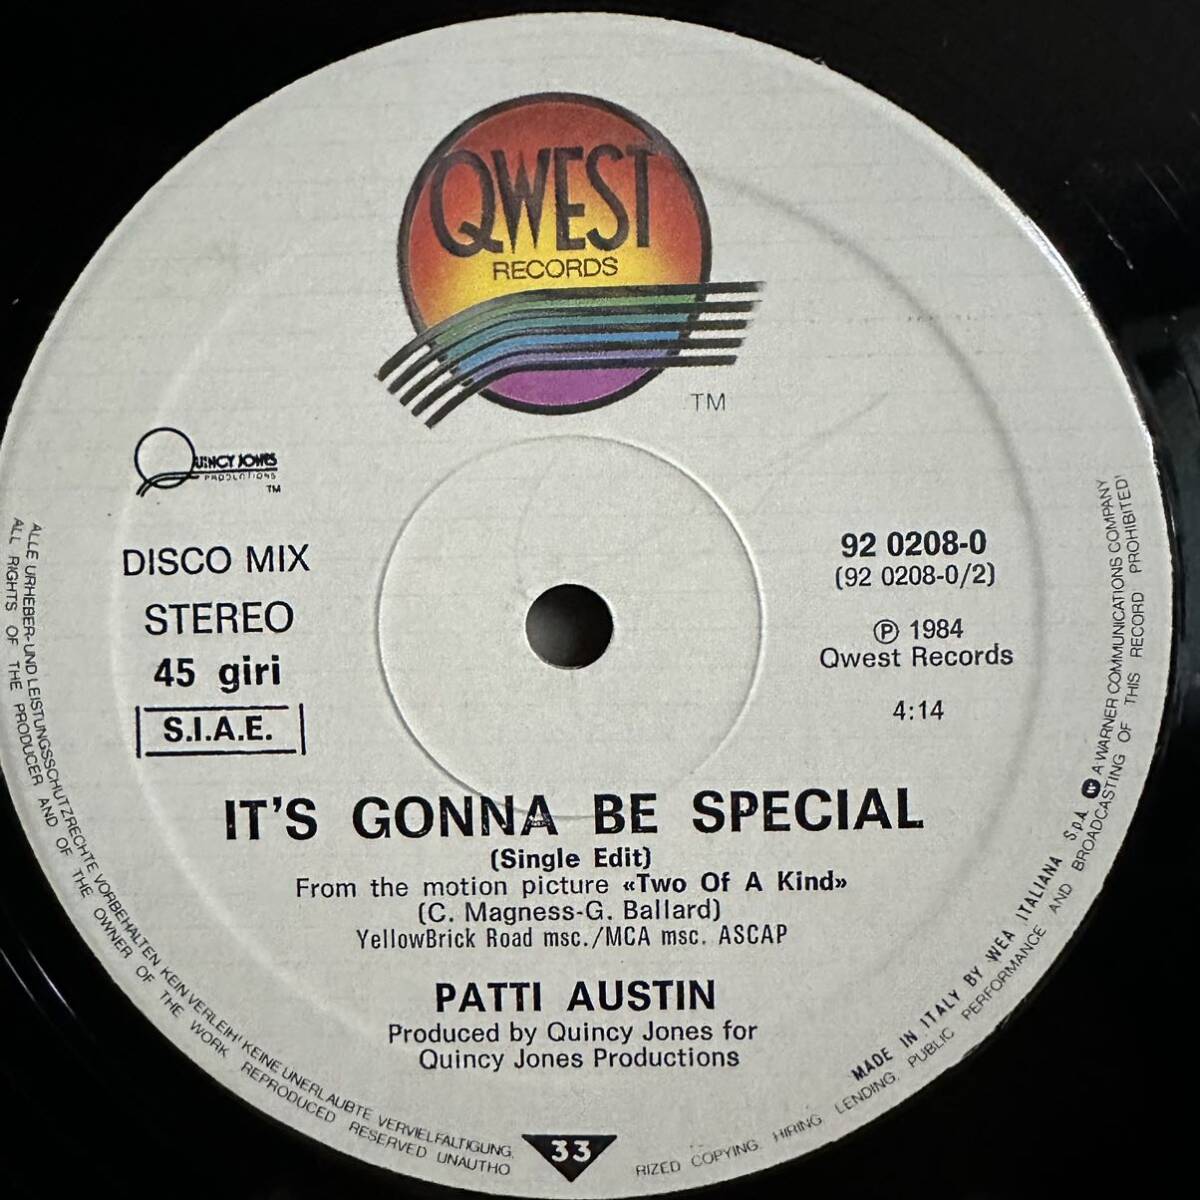 QWEST
RECORDS
TM
QUINCY JONES
PRODUCTIONS
TM
DISCO MIX
STEREO
45 giri
S.I.A.E.
92 0208-0
(92 0208-0/2)
℗ 1984
Qwest Records
4:14
IT'S GONNA BE SPECIAL
(Single Edit)
From the motion picture «Two Of A Kind»
(C. Magness-G. Ballard)
YellowBrick Road msc./MCA msc. ASCAP
PATTI AUSTIN
Produced by Quincy Jones for
Quincy Jones Productions
ALLE URHEBER- UND LEISTUNGSSCHUTZRECHTE VORBEHALTEN KEIN VERLEIH! KEINE UNERLAUBTE VERVIELFÄLTIGUNG,
ALL RIGHTS OF THE PRODUCER AND OF THE OWNER OF THE WORK REPRODUCED RESERVED UNAUTHO
33
RIZED COPYING, HIRING, LENDING, PUBLIC PERFORMANCE AND BROADCASTING OF THIS RECORD PROHIBITED'
MADE IN ITALY BY WEA ITALIANA S.p.A. A WARNER COMMUNICATIONS COMPANY